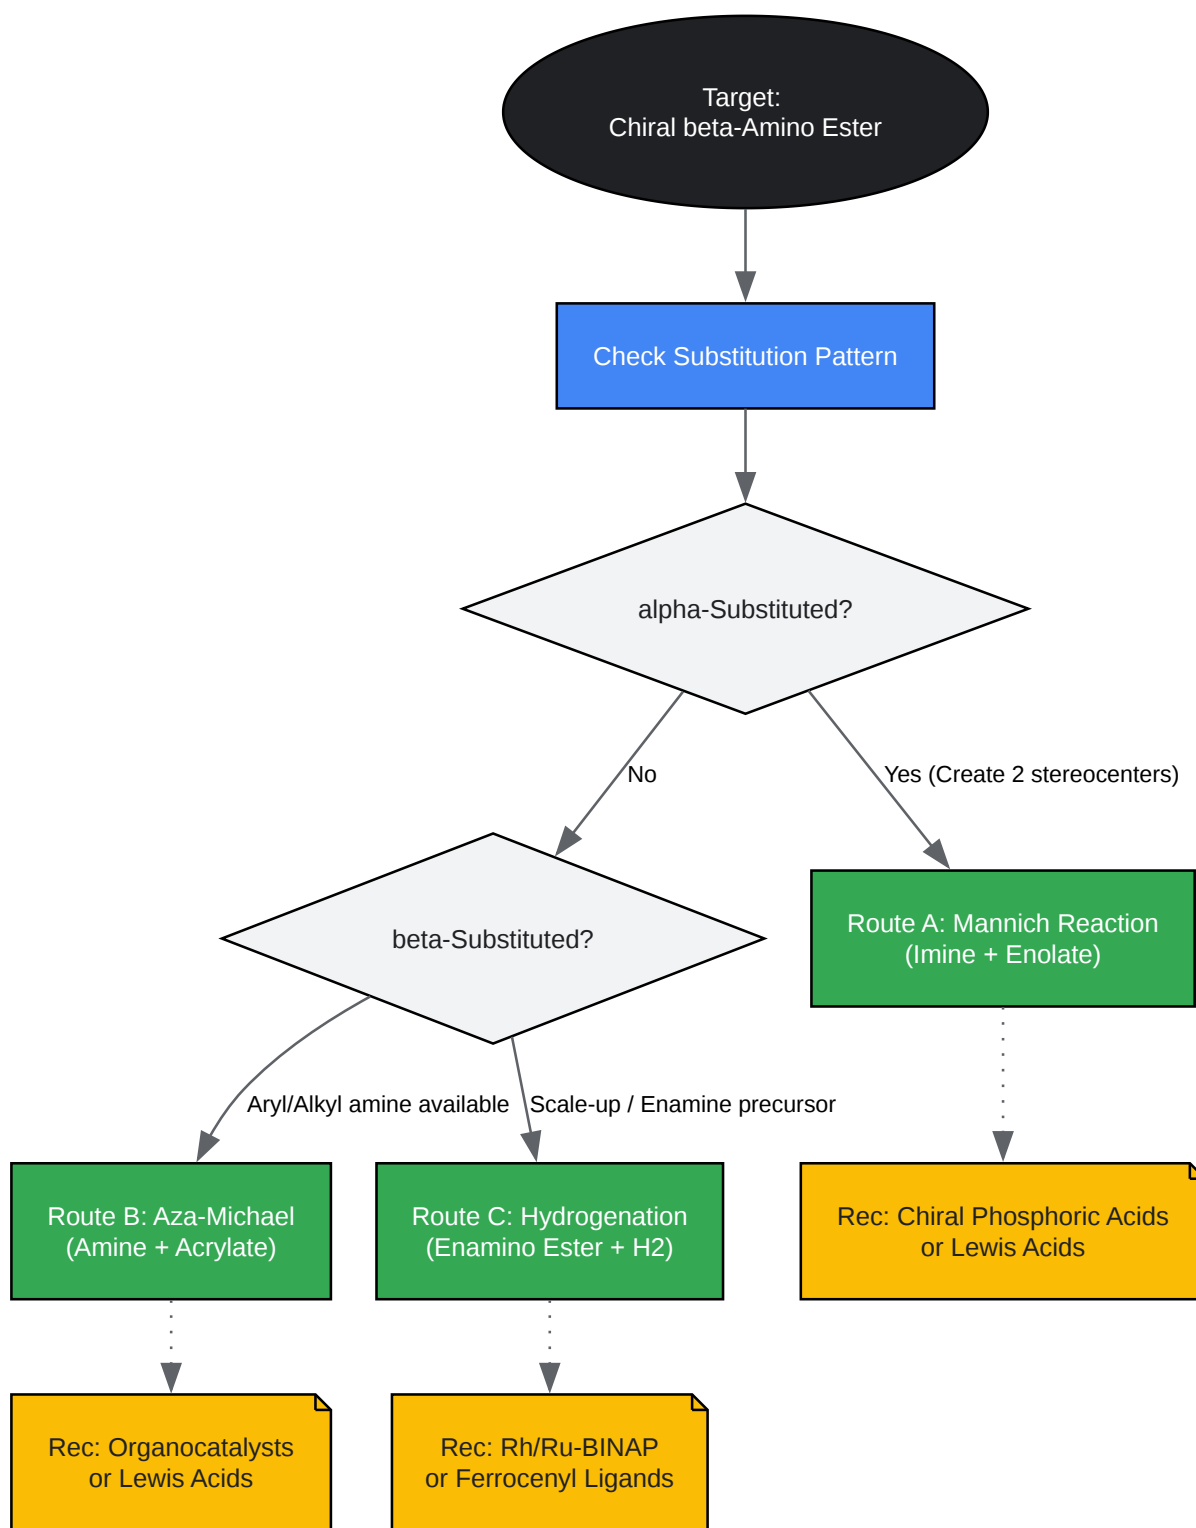 Target:
Chiral beta-Amino Ester
Check Substitution Pattern
alpha-Substituted?
No
Yes (Create 2 stereocenters)
beta-Substituted?
Route A: Mannich Reaction
(Imine + Enolate)
Aryl/Alkyl amine available
Scale-up / Enamine precursor
Route B: Aza-Michael
(Amine + Acrylate)
Route C: Hydrogenation
(Enamino Ester + H2)
Rec: Chiral Phosphoric Acids
or Lewis Acids
Rec: Organocatalysts
or Lewis Acids
Rec: Rh/Ru-BINAP
or Ferrocenyl Ligands